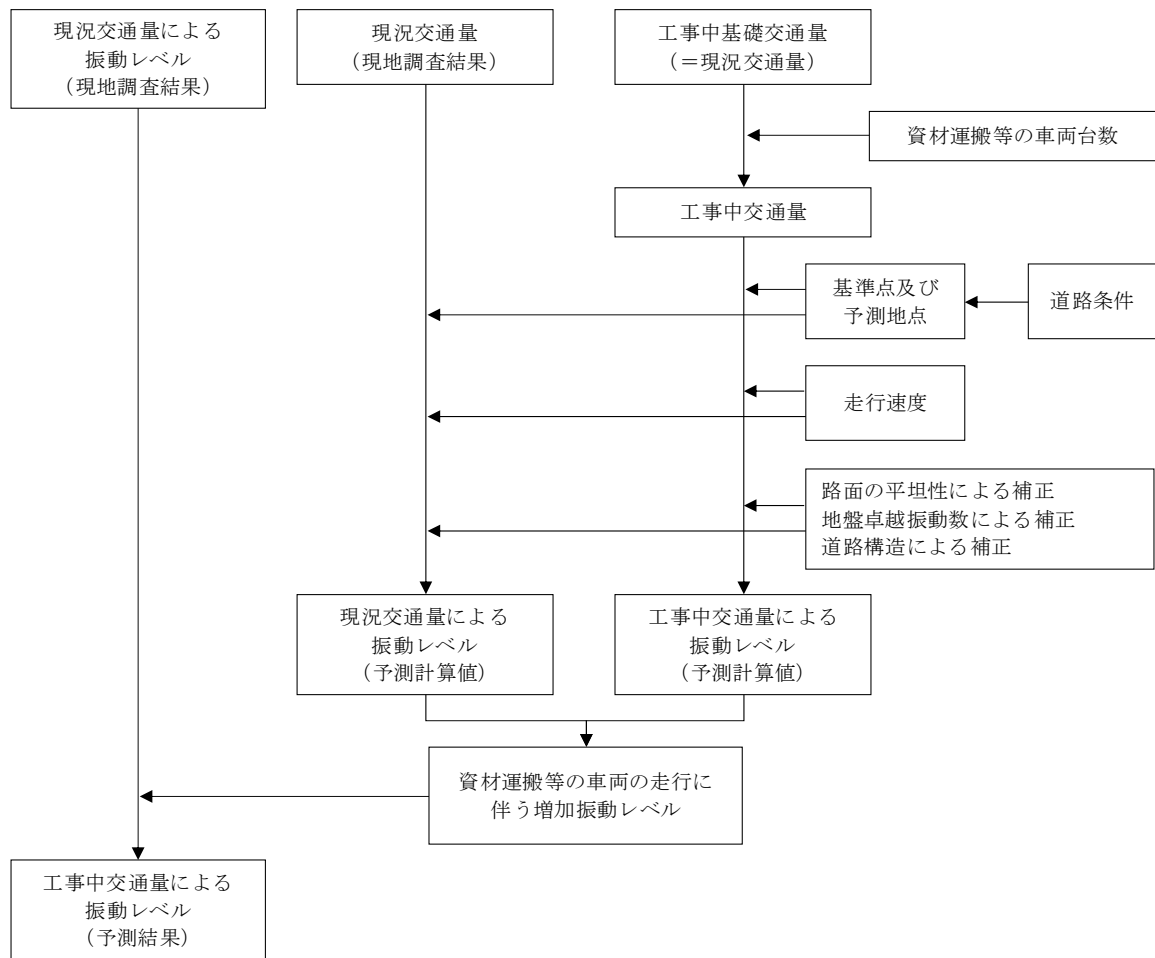 現況交通量による
振動レベル
（現地調査結果）
現況交通量
（現地調査結果）
工事中基礎交通量
（＝現況交通量）
資材運搬等の車両台数
工事中交通量
基準点及び
予測地点
道路条件
走行速度
路面の平坦性による補正
地盤卓越振動数による補正
道路構造による補正
現況交通量による
振動レベル
（予測計算値）
工事中交通量による
振動レベル
（予測計算値）
資材運搬等の車両の走行に
伴う増加振動レベル
工事中交通量による
振動レベル
（予測結果）